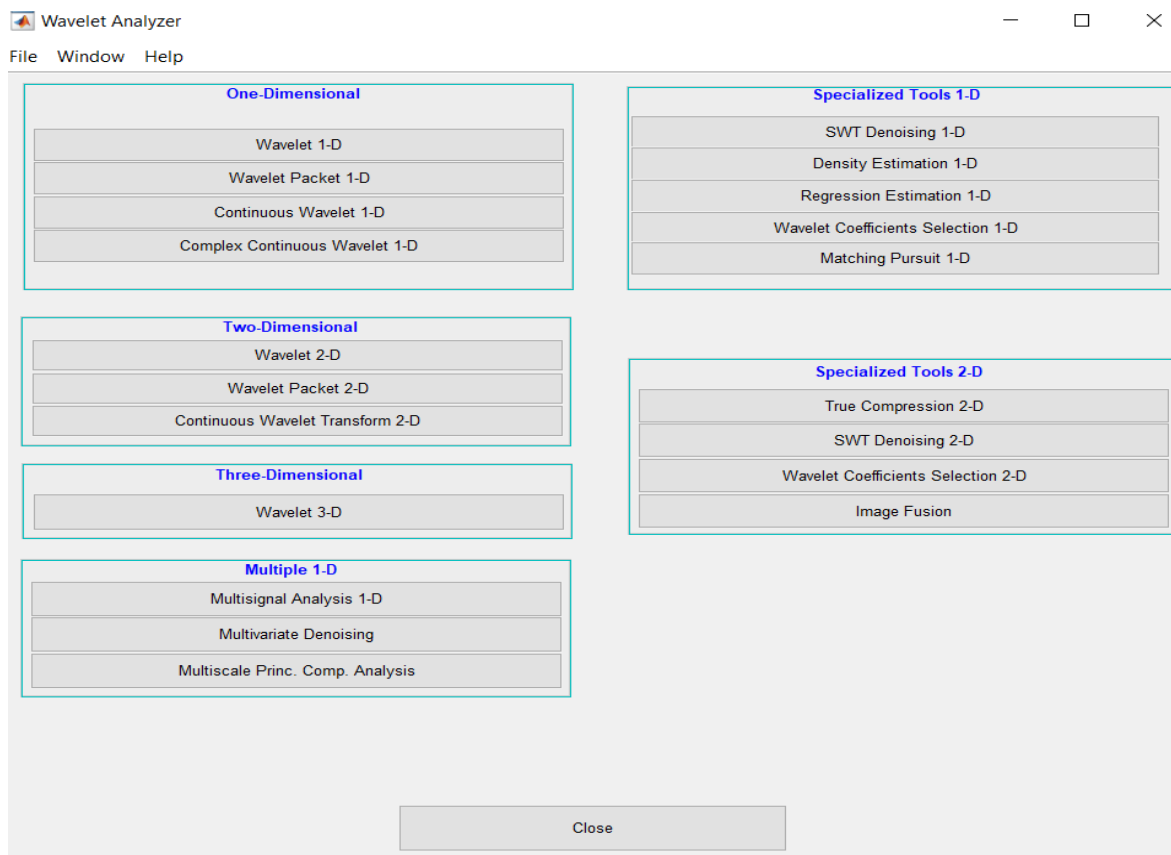 Wavelet Analyzer
File Window Help
One-Dimensional
Wavelet 1-D
Wavelet Packet 1-D
Continuous Wavelet 1-D
Complex Continuous Wavelet 1-D
Two-Dimensional
Wavelet 2-D
Wavelet Packet 2-D
Continuous Wavelet Transform 2-D
Three-Dimensional
Wavelet 3-D
Multiple 1-D
Multisignal Analysis 1-D
Multivariate Denoising
Multiscale Princ. Comp. Analysis
Specialized Tools 1-D
SWT Denoising 1-D
Density Estimation 1-D
Regression Estimation 1-D
Wavelet Coefficients Selection 1-D
Matching Pursuit 1-D
Specialized Tools 2-D
True Compression 2-D
SWT Denoising 2-D
Wavelet Coefficients Selection 2-D
Image Fusion
Close